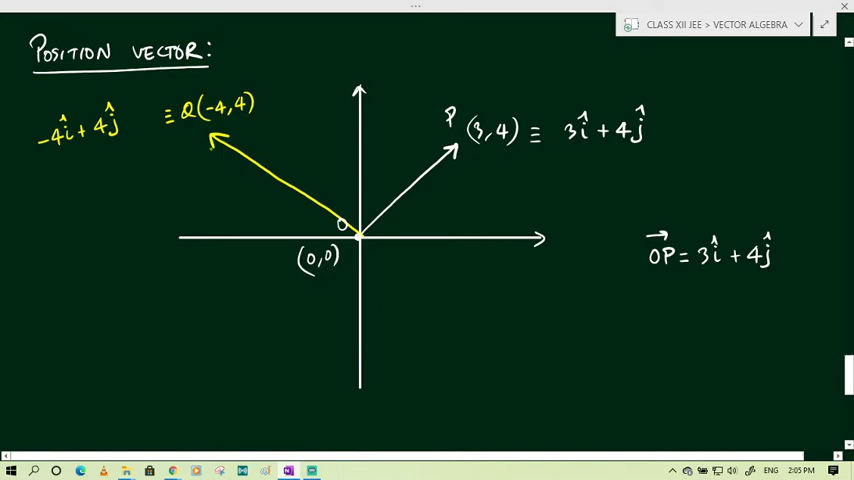 CLASS XII JEE > VECTOR ALGEBRA
POSITION VECTOR:
-4î + 4ĵ ≡ Q(-4,4)
P (3,4) ≡ 3î + 4ĵ
O
(0,0)
OP⃗ = 3î + 4ĵ
ENG 2:05 PM